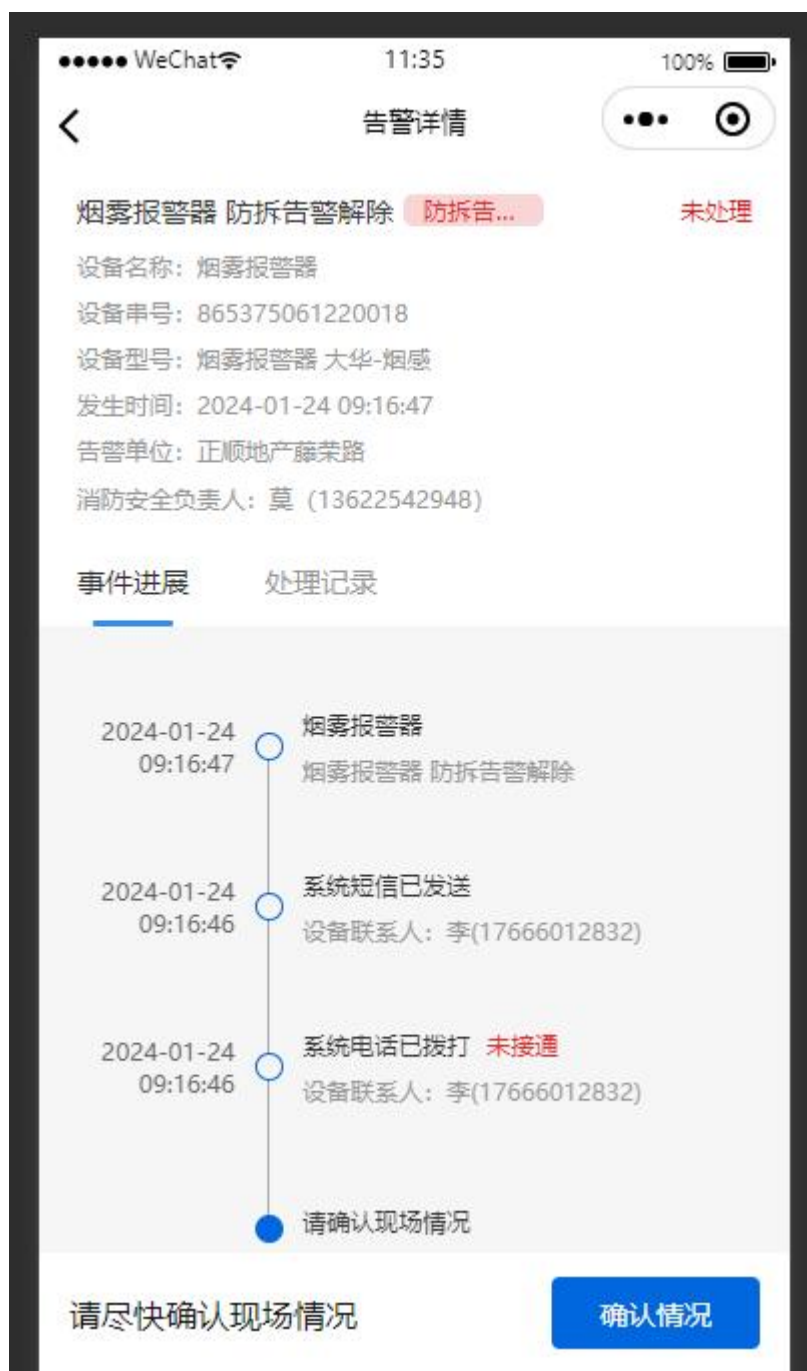 WeChat 11:35 100%
告警详情
烟雾报警器 防拆告警解除 防拆告... 未处理
设备名称：烟雾报警器
设备串号：865375061220018
设备型号：烟雾报警器 大华-烟感
发生时间：2024-01-24 09:16:47
告警单位：正顺地产藤荣路
消防安全负责人：莫（13622542948）
事件进展 处理记录
2024-01-24 烟雾报警器
09:16:47 烟雾报警器 防拆告警解除
2024-01-24 系统短信已发送
09:16:46 设备联系人：李(17666012832)
2024-01-24 系统电话已拨打 未接通
09:16:46 设备联系人：李(17666012832)
请确认现场情况
请尽快确认现场情况 确认情况